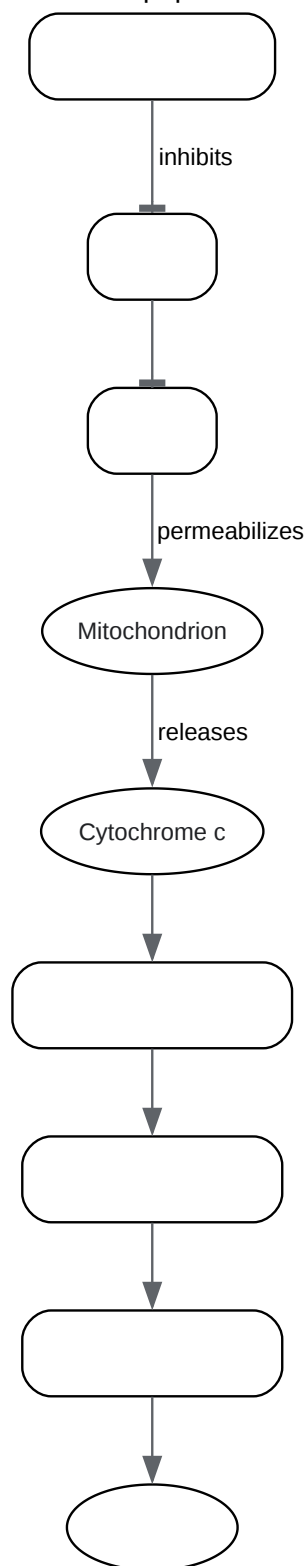 inhibits
permeabilizes
Mitochondrion
releases
Cytochrome c